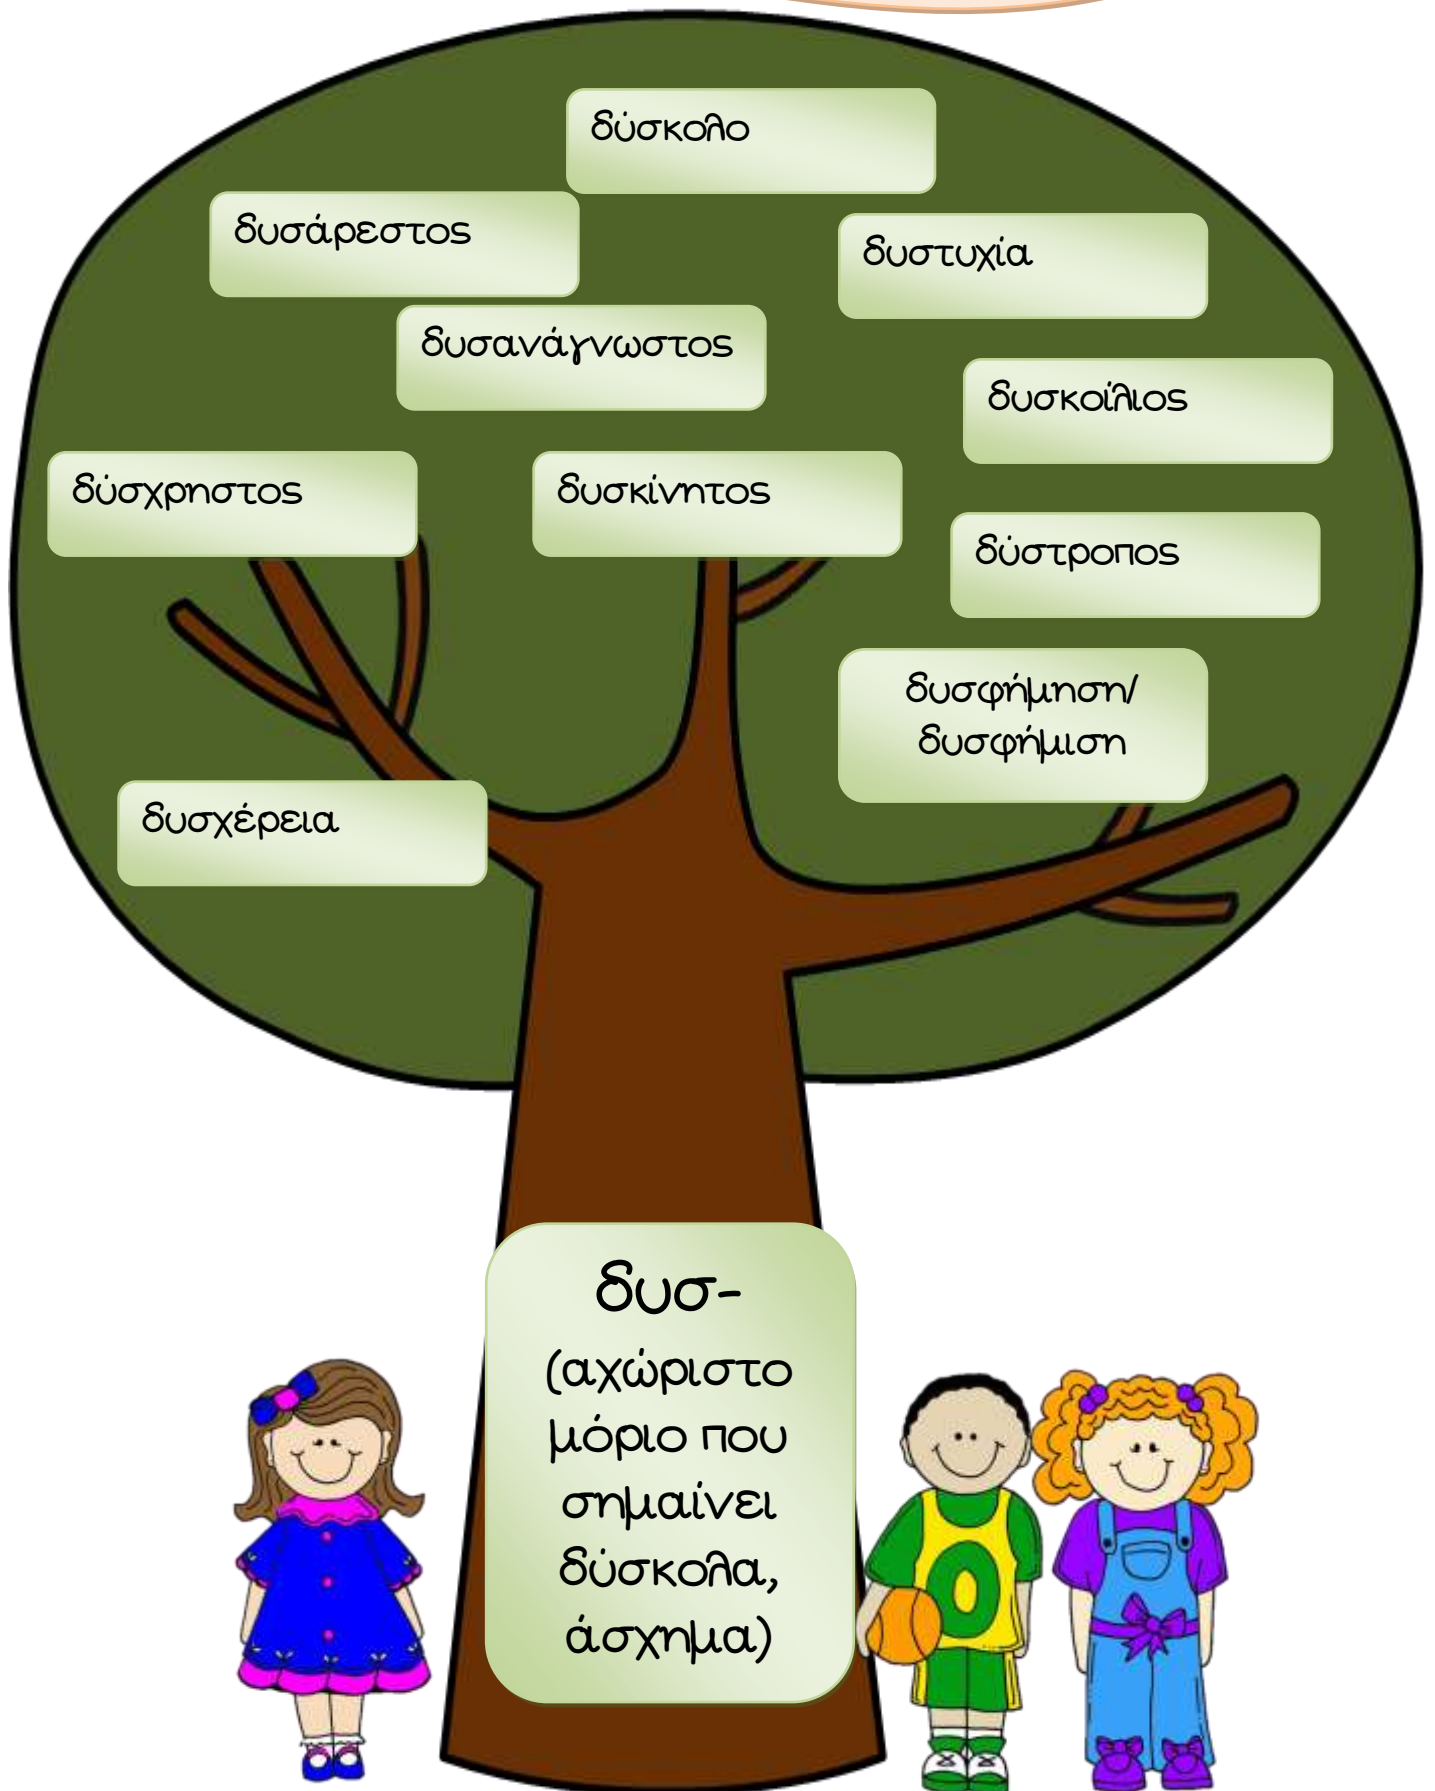 δύσκολο
δυσάρεστος
δυστυχία
δυσανάγνωστος
δυσκοίλιος
δύσχρηστος
δυσκίνητος
δύστροπος
δυσφήμηση/
δυσφήμιση
δυσχέρεια
δυσ-
(αχώριστο
μόριο που
σημαίνει
δύσκολα,
άσχημα)